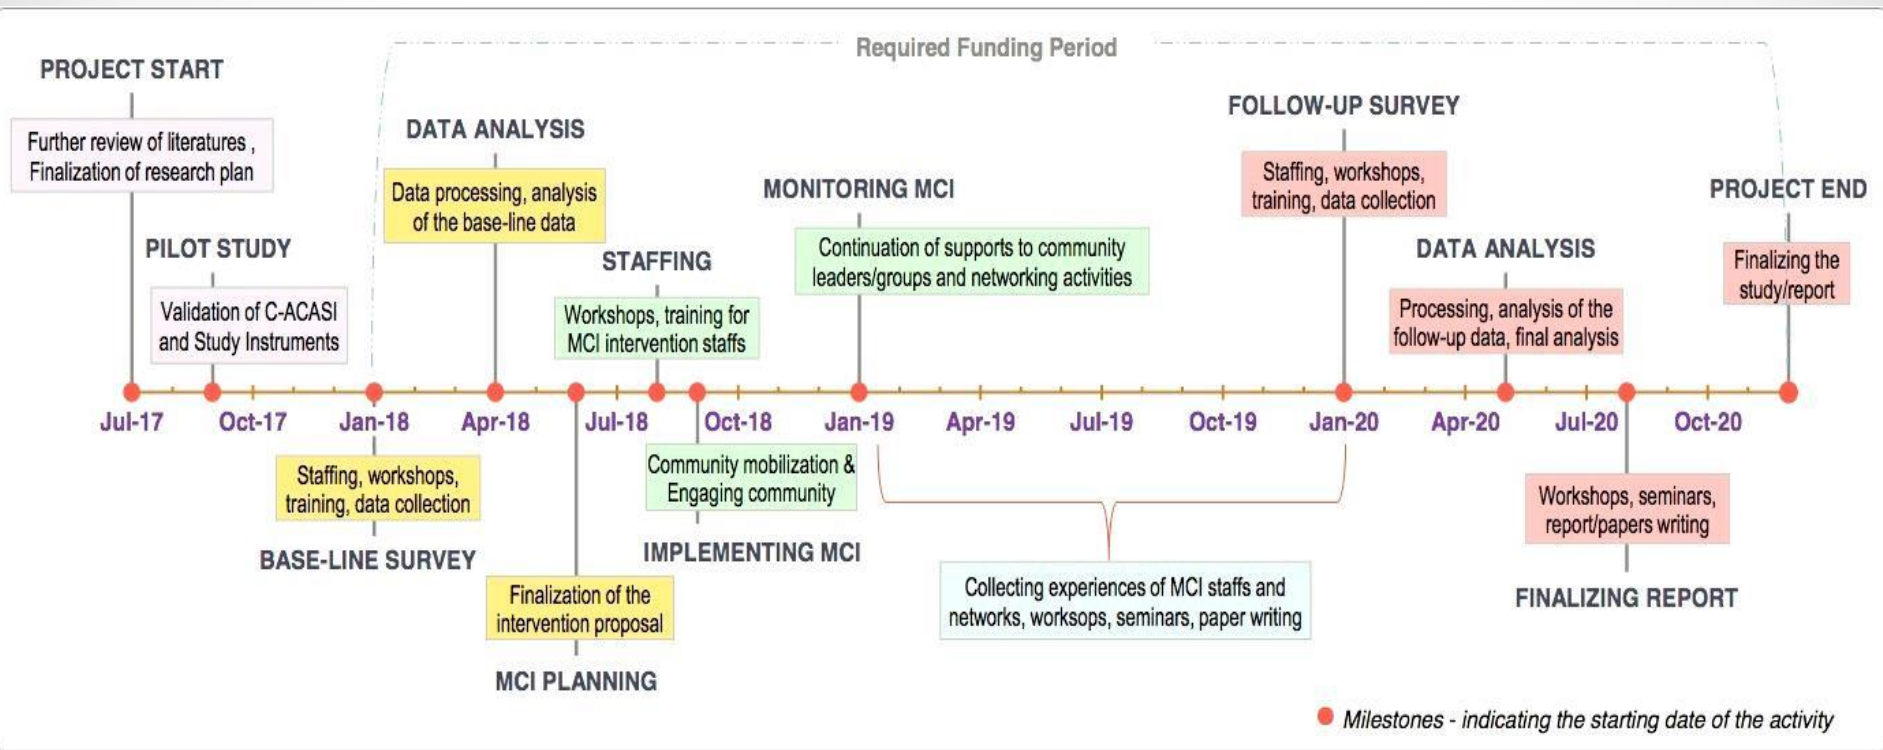 Required Funding Period
PROJECT START
Further review of literatures ,
Finalization of research plan
PILOT STUDY
Validation of C-ACASI
and Study Instruments
DATA ANALYSIS
Data processing, analysis
of the base-line data
STAFFING
Workshops, training for
MCI intervention staffs
MONITORING MCI
Continuation of supports to community
leaders/groups and networking activities
FOLLOW-UP SURVEY
Staffing, workshops,
training, data collection
DATA ANALYSIS
Processing, analysis of the
follow-up data, final analysis
PROJECT END
Finalizing the
study/report
Jul-17 Oct-17 Jan-18 Apr-18 Jul-18 Oct-18 Jan-19 Apr-19 Jul-19 Oct-19 Jan-20 Apr-20 Jul-20 Oct-20
Staffing, workshops,
training, data collection
BASE-LINE SURVEY
Finalization of the
intervention proposal
MCI PLANNING
Community mobilization &
Engaging community
IMPLEMENTING MCI
Collecting experiences of MCI staffs and
networks, worksops, seminars, paper writing
Workshops, seminars,
report/papers writing
FINALIZING REPORT
Milestones - indicating the starting date of the activity